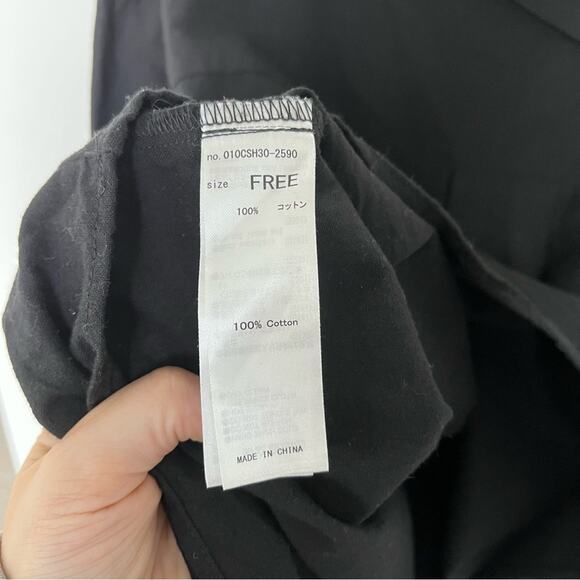 no. 010CSH30-2590
size FREE
100% コットン
100% Cotton
MADE IN CHINA